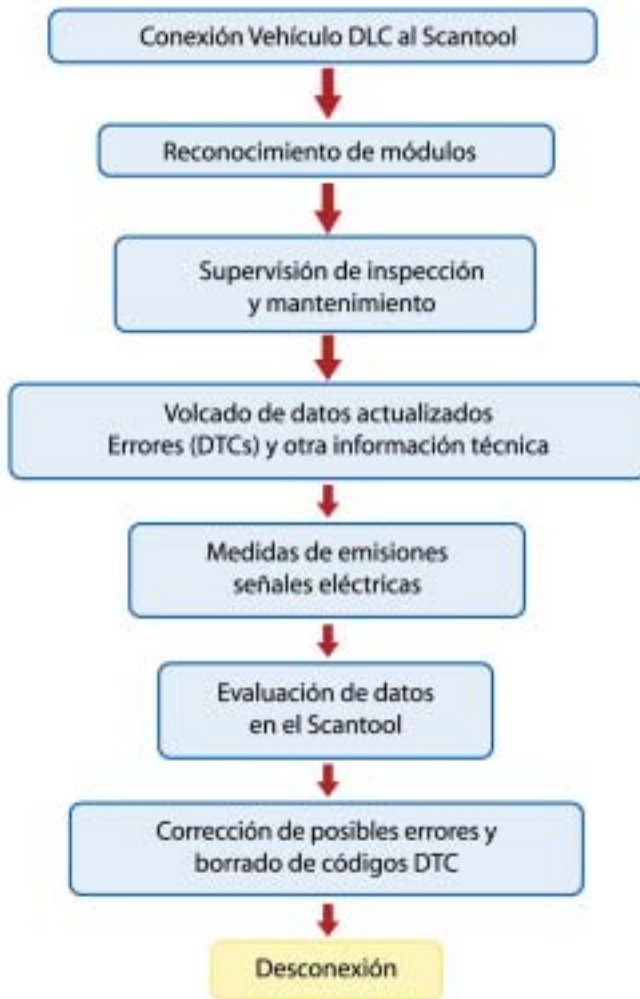 Conexión Vehículo DLC al Scantool
Reconocimiento de módulos
Supervisión de inspección
y mantenimiento
Volcado de datos actualizados
Errores (DTCs) y otra información técnica
Medidas de emisiones
señales eléctricas
Evaluación de datos
en el Scantool
Corrección de posibles errores y
borrado de códigos DTC
Desconexión